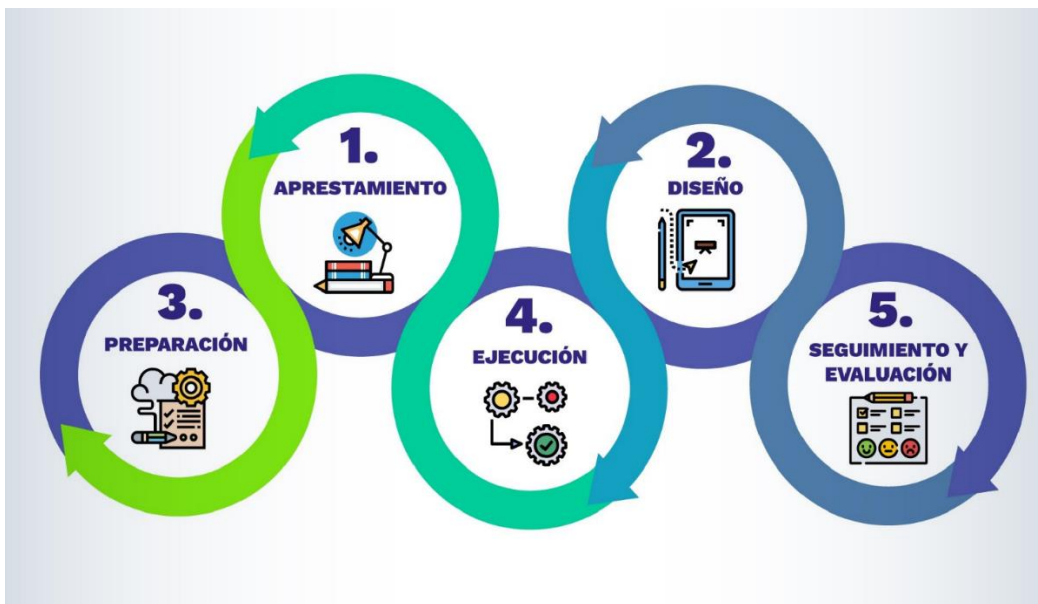 1.
APRESTAMIENTO
2.
DISEÑO
3.
PREPARACIÓN
4.
EJECUCIÓN
5.
SEGUIMIENTO Y
EVALUACIÓN